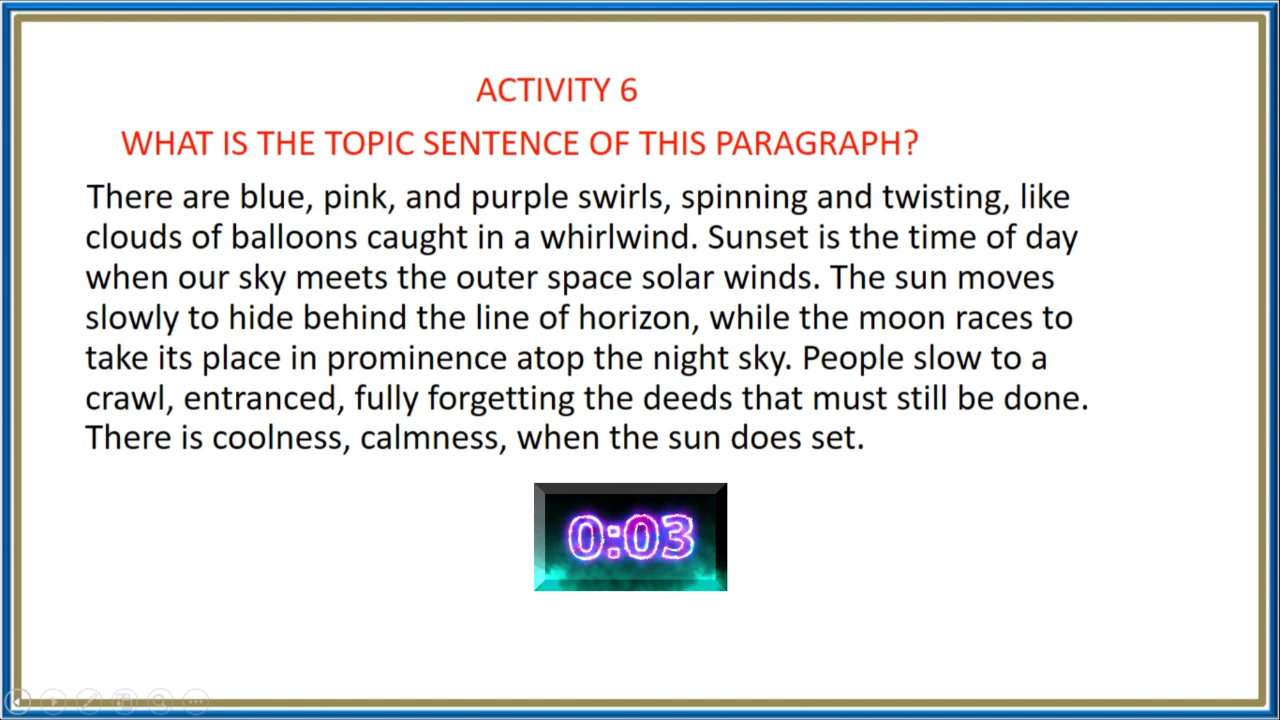 ACTIVITY 6
WHAT IS THE TOPIC SENTENCE OF THIS PARAGRAPH?
There are blue, pink, and purple swirls, spinning and twisting, like
clouds of balloons caught in a whirlwind. Sunset is the time of day
when our sky meets the outer space solar winds. The sun moves
slowly to hide behind the line of horizon, while the moon races to
take its place in prominence atop the night sky. People slow to a
crawl, entranced, fully forgetting the deeds that must still be done.
There is coolness, calmness, when the sun does set.
0:03